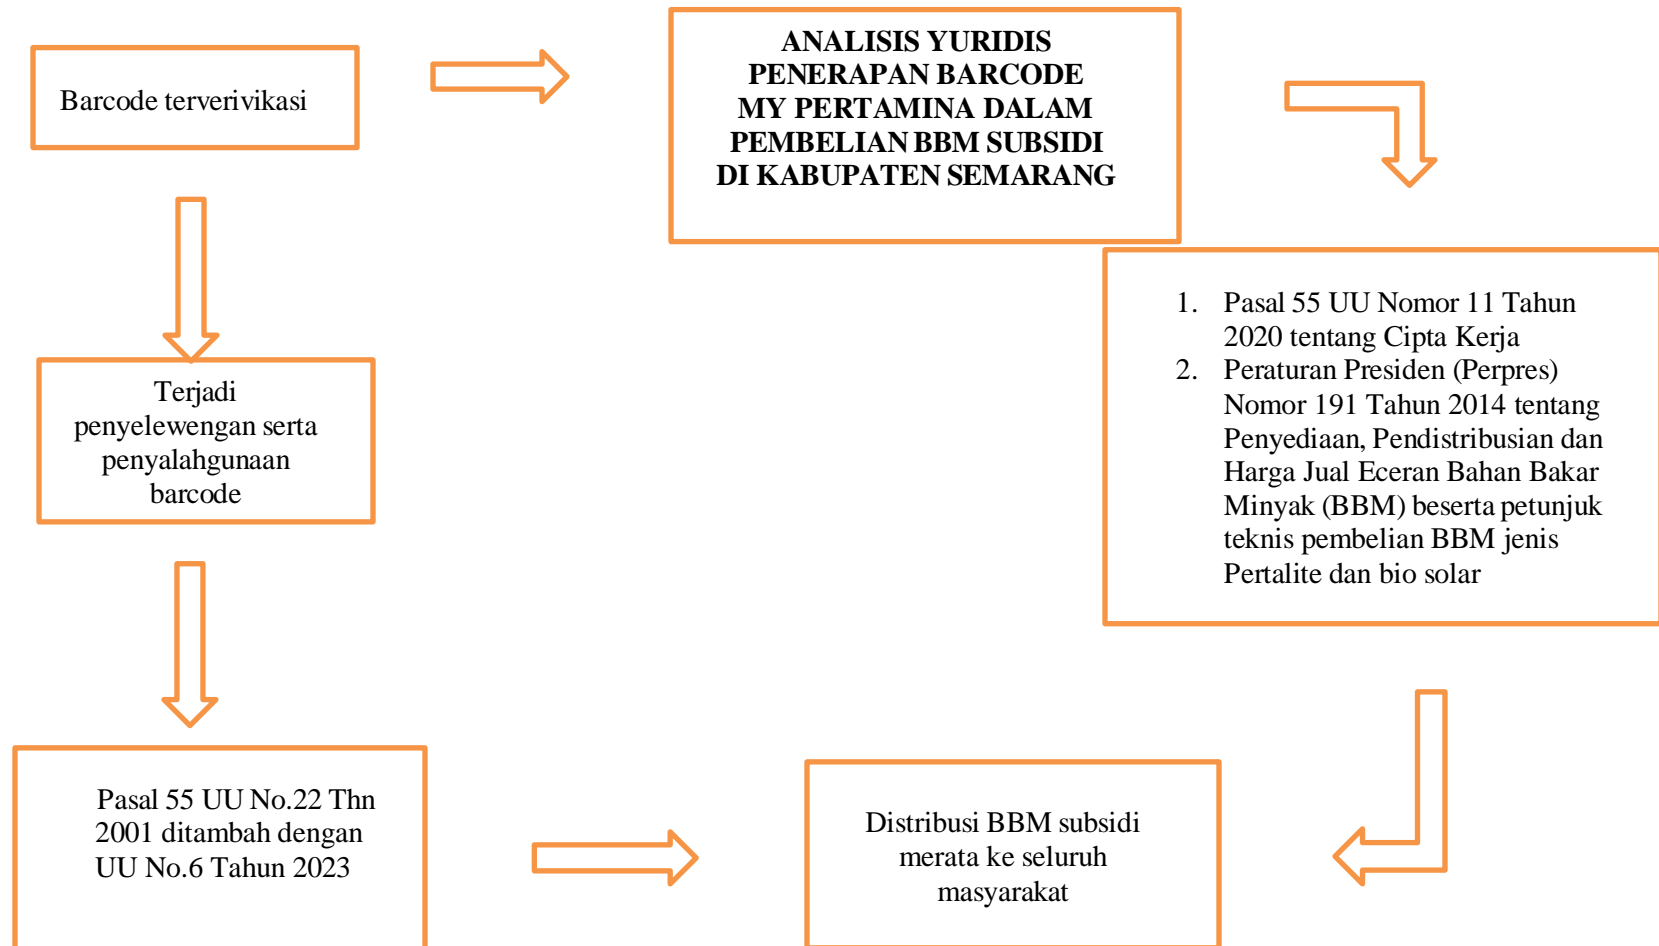 Barcode terverivikasi
ANALISIS YURIDIS
PENERAPAN BARCODE
MY PERTAMINA DALAM
PEMBELIAN BBM SUBSIDI
DI KABUPATEN SEMARANG
1. Pasal 55 UU Nomor 11 Tahun
2020 tentang Cipta Kerja
2. Peraturan Presiden (Perpres)
Nomor 191 Tahun 2014 tentang
Penyediaan, Pendistribusian dan
Harga Jual Eceran Bahan Bakar
Minyak (BBM) beserta petunjuk
teknis pembelian BBM jenis
Pertalite dan bio solar
Terjadi
penyelewengan serta
penyalahgunaan
barcode
Pasal 55 UU No.22 Thn
2001 ditambah dengan
UU No.6 Tahun 2023
Distribusi BBM subsidi
merata ke seluruh
masyarakat